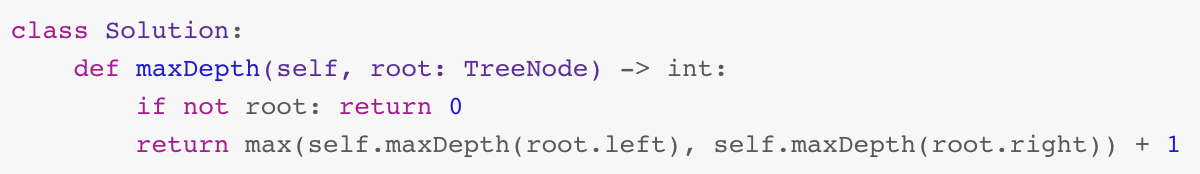 class Solution:
    def maxDepth(self, root: TreeNode) -> int:
        if not root: return 0
        return max(self.maxDepth(root.left), self.maxDepth(root.right)) + 1